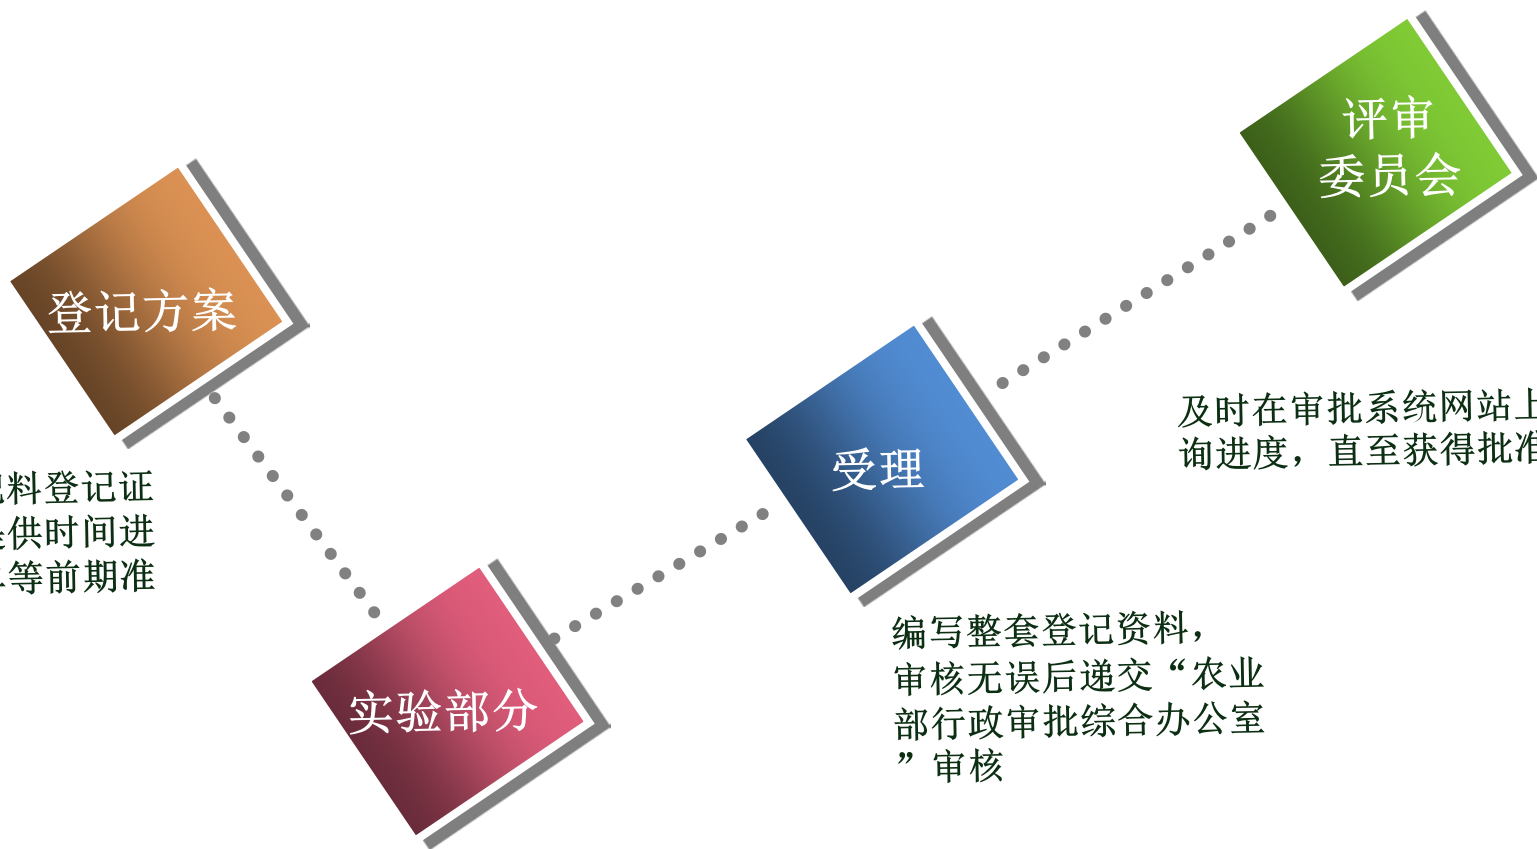 评审
委员会
登记方案
及时在审批系统网站上
询进度，直至获得批准
受理
料登记证
供时间进
等前期准
编写整套登记资料，
审核无误后递交“农业
部行政审批综合办公室
”审核
实验部分